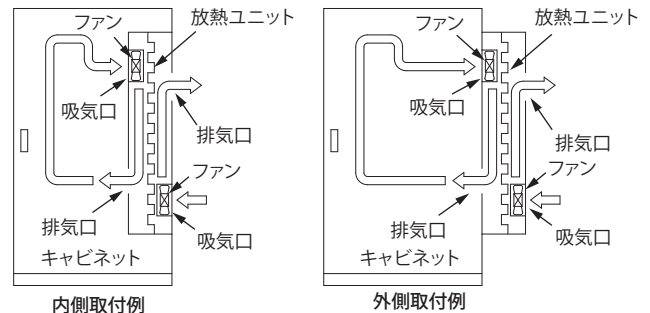 ファン
放熱ユニット
吸気口
排気口
ファン
排気口
吸気口
キャビネット
内側取付例
ファン
放熱ユニット
吸気口
排気口
ファン
排気口
吸気口
キャビネット
外側取付例